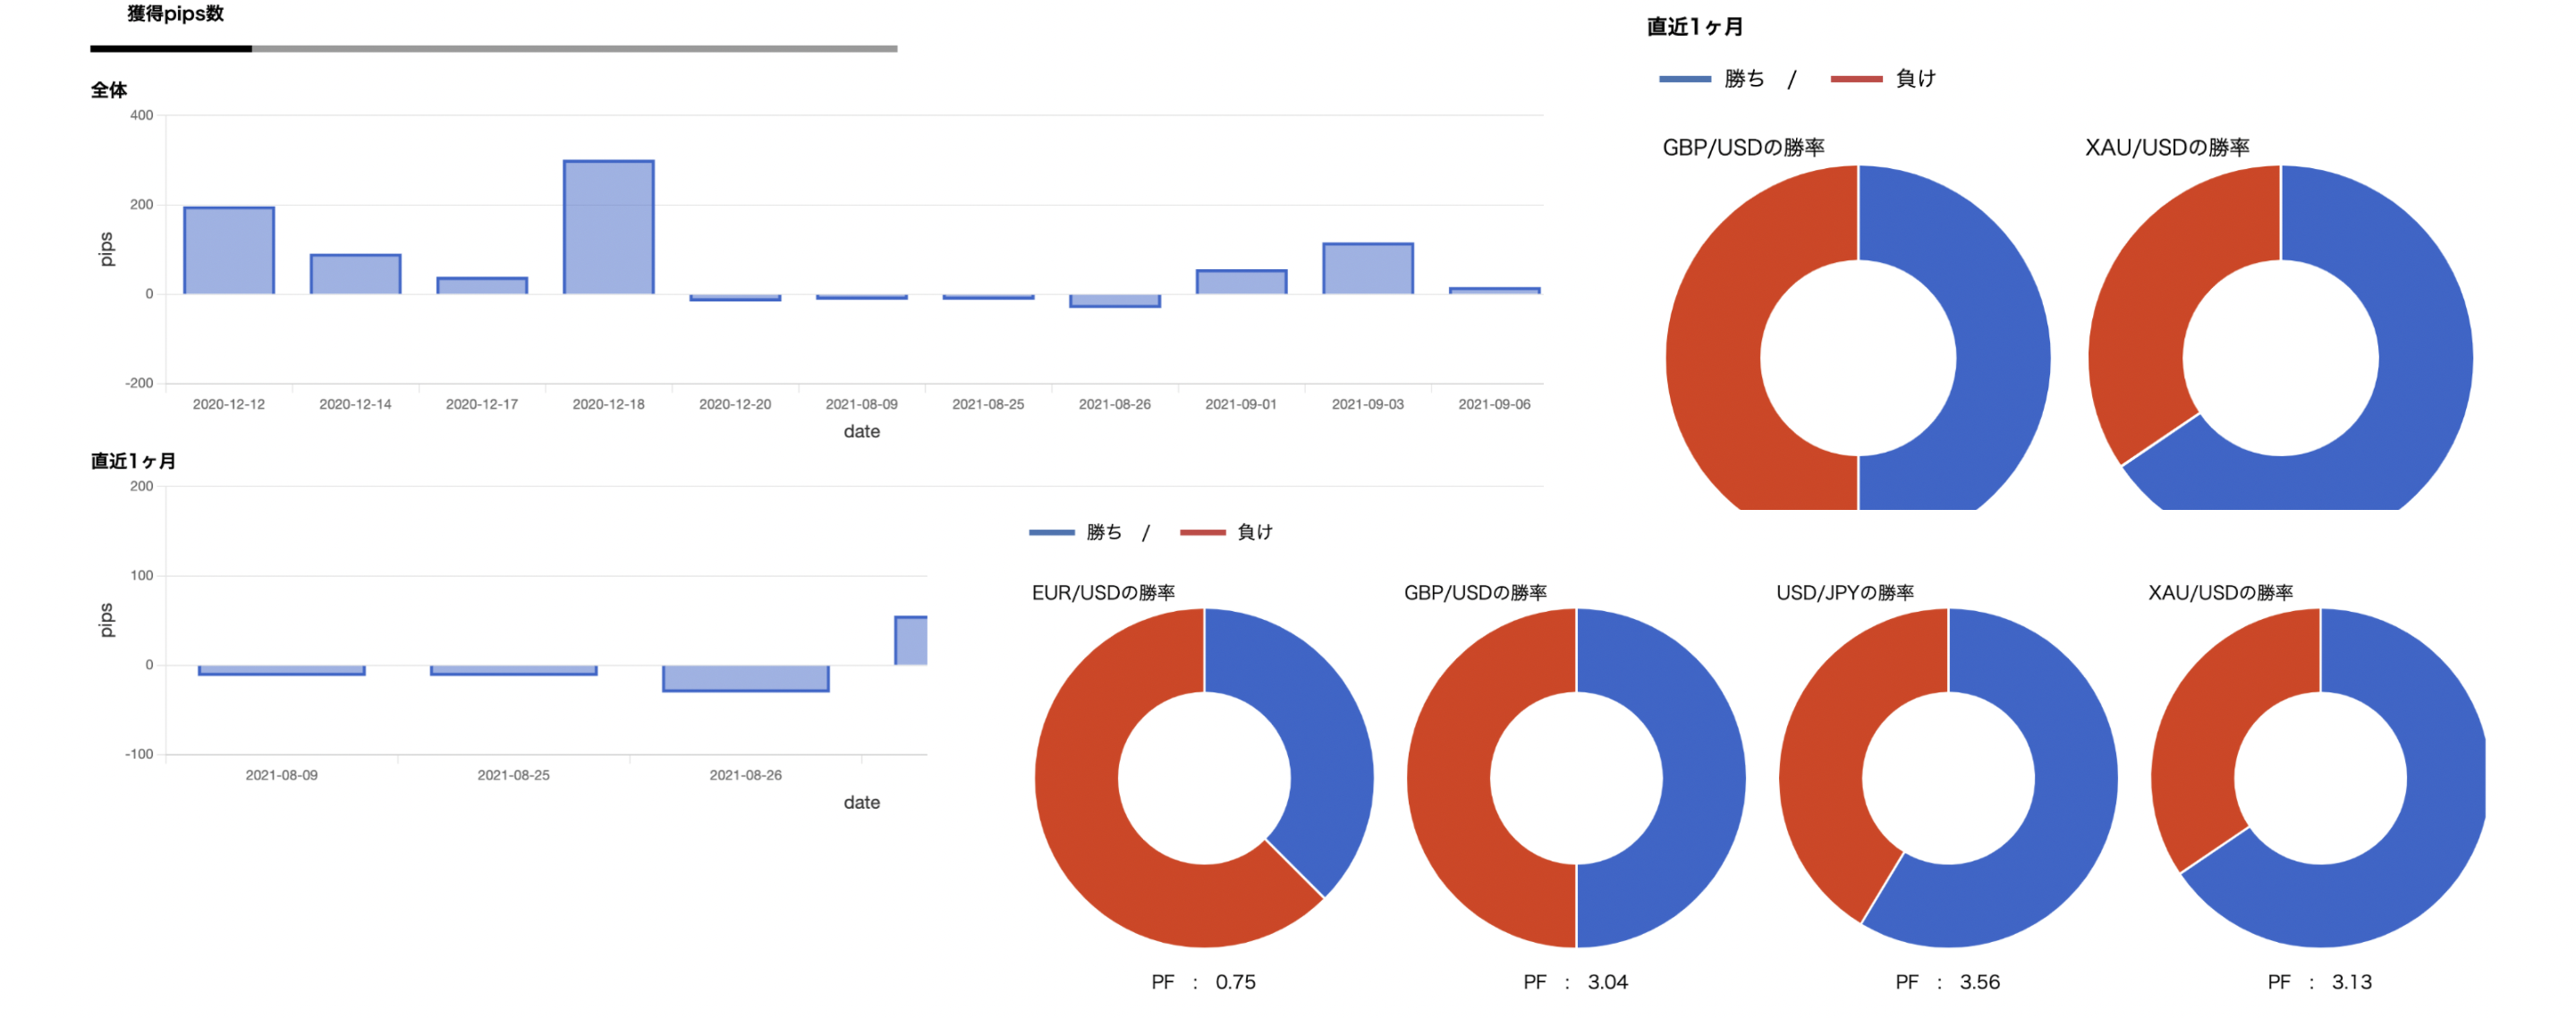 獲得pips数
全体
400
200
0
-200
pips
2020-12-12 2020-12-14 2020-12-17 2020-12-18 2020-12-20 2021-08-09 2021-08-25 2021-08-26 2021-09-01 2021-09-03 2021-09-06
date
直近1ヶ月
200
100
0
-100
pips
2021-08-09 2021-08-25 2021-08-26
date
直近1ヶ月
勝ち / 負け
GBP/USDの勝率 XAU/USDの勝率
勝ち / 負け
EUR/USDの勝率 GBP/USDの勝率 USD/JPYの勝率 XAU/USDの勝率
PF : 0.75 PF : 3.04 PF : 3.56 PF : 3.13